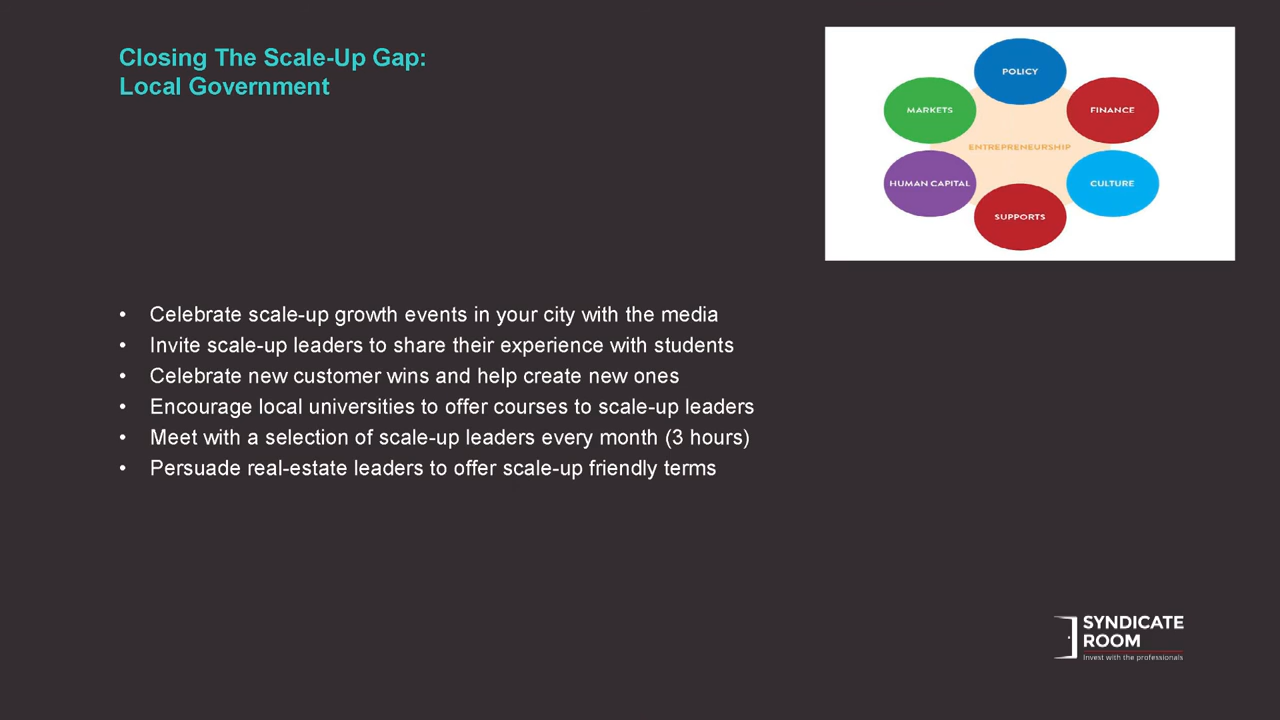 Closing The Scale-Up Gap:
Local Government
POLICY
MARKETS
FINANCE
ENTREPRENEURSHIP
HUMAN CAPITAL
CULTURE
SUPPORTS
• Celebrate scale-up growth events in your city with the media
• Invite scale-up leaders to share their experience with students
• Celebrate new customer wins and help create new ones
• Encourage local universities to offer courses to scale-up leaders
• Meet with a selection of scale-up leaders every month (3 hours)
• Persuade real-estate leaders to offer scale-up friendly terms
SYNDICATE
ROOM
Invest with the professionals